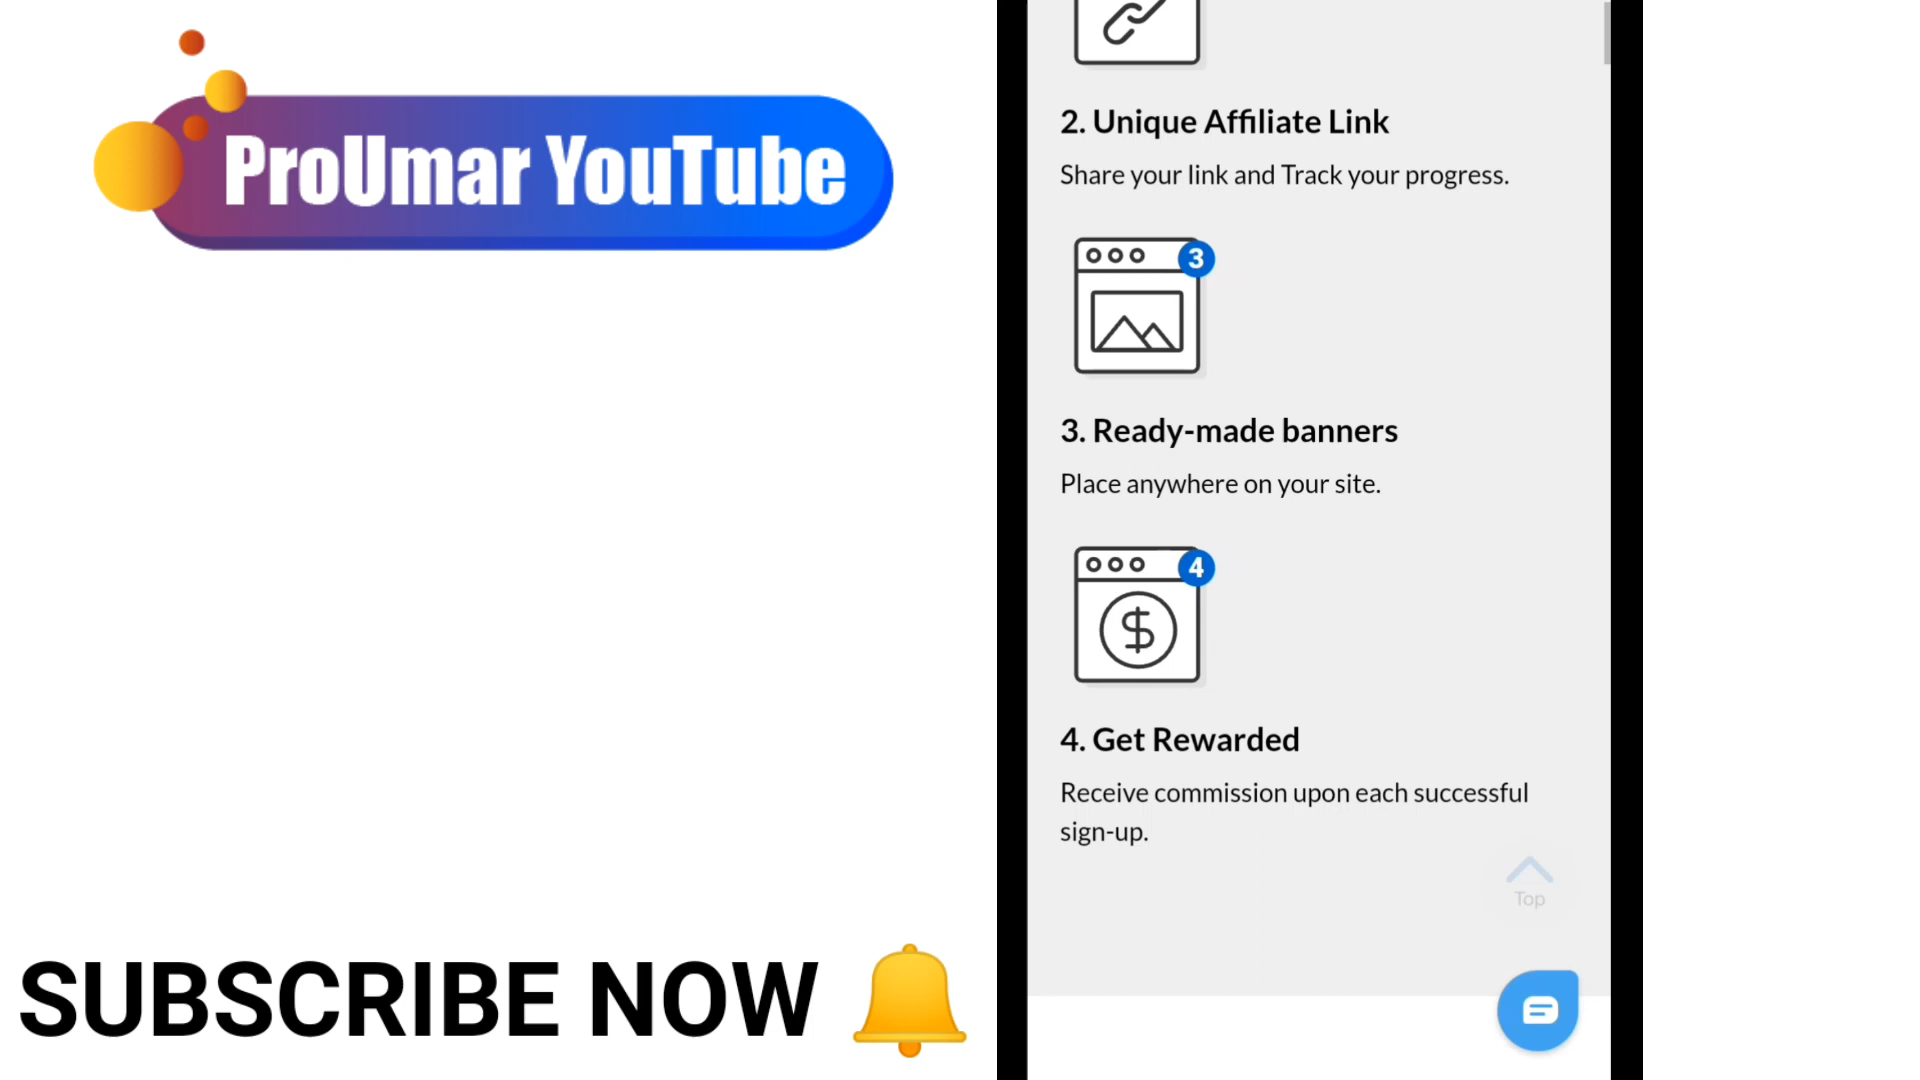 ProUmar YouTube
SUBSCRIBE NOW
2. Unique Affiliate Link
Share your link and Track your progress.
3
3. Ready-made banners
Place anywhere on your site.
4
$
4. Get Rewarded
Receive commission upon each successful
sign-up.
Top